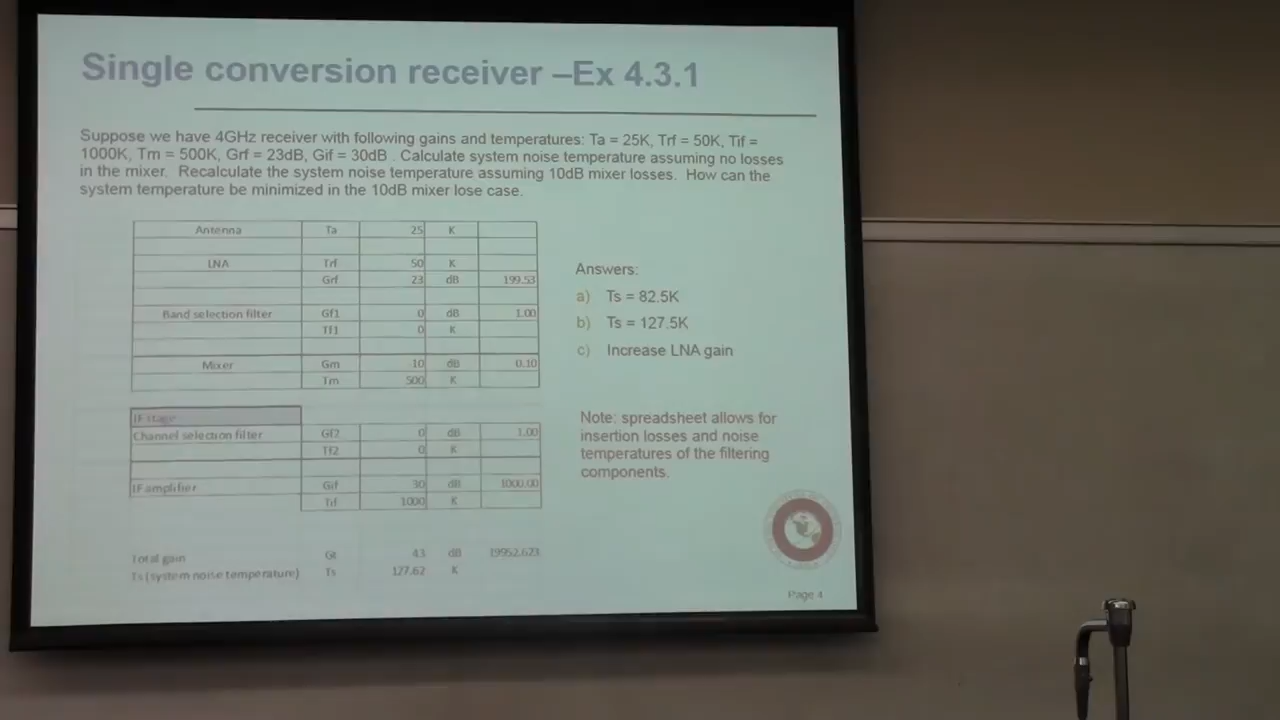 Single conversion receiver –Ex 4.3.1
Suppose we have 4GHz receiver with following gains and temperatures: Ta = 25K, Trf = 50K, Tif =
1000K, Tm = 500K, Grf = 23dB, Gif = 30dB . Calculate system noise temperature assuming no losses
in the mixer. Recalculate the system noise temperature assuming 10dB mixer losses. How can the
system temperature be minimized in the 10dB mixer lose case.
Antenna Ta 25 K
LNA Trf 50 K
Grf 23 dB 199.53
Band selection filter Gf1 0 dB 1.00
Tf1 0 K
Mixer Gm -10 dB 0.10
Tm 500 K
IF stage
Channel selection filter Gf2 0 dB 1.00
Tf2 0 K
IF amplifier Gif 30 dB 1000.00
Tif 1000 K
Total gain Gt 43 dB 19952.623
Ts (system noise temperature) Ts 127.62 K
Answers:
a) Ts = 82.5K
b) Ts = 127.5K
c) Increase LNA gain
Note: spreadsheet allows for
insertion losses and noise
temperatures of the filtering
components.
Page 4